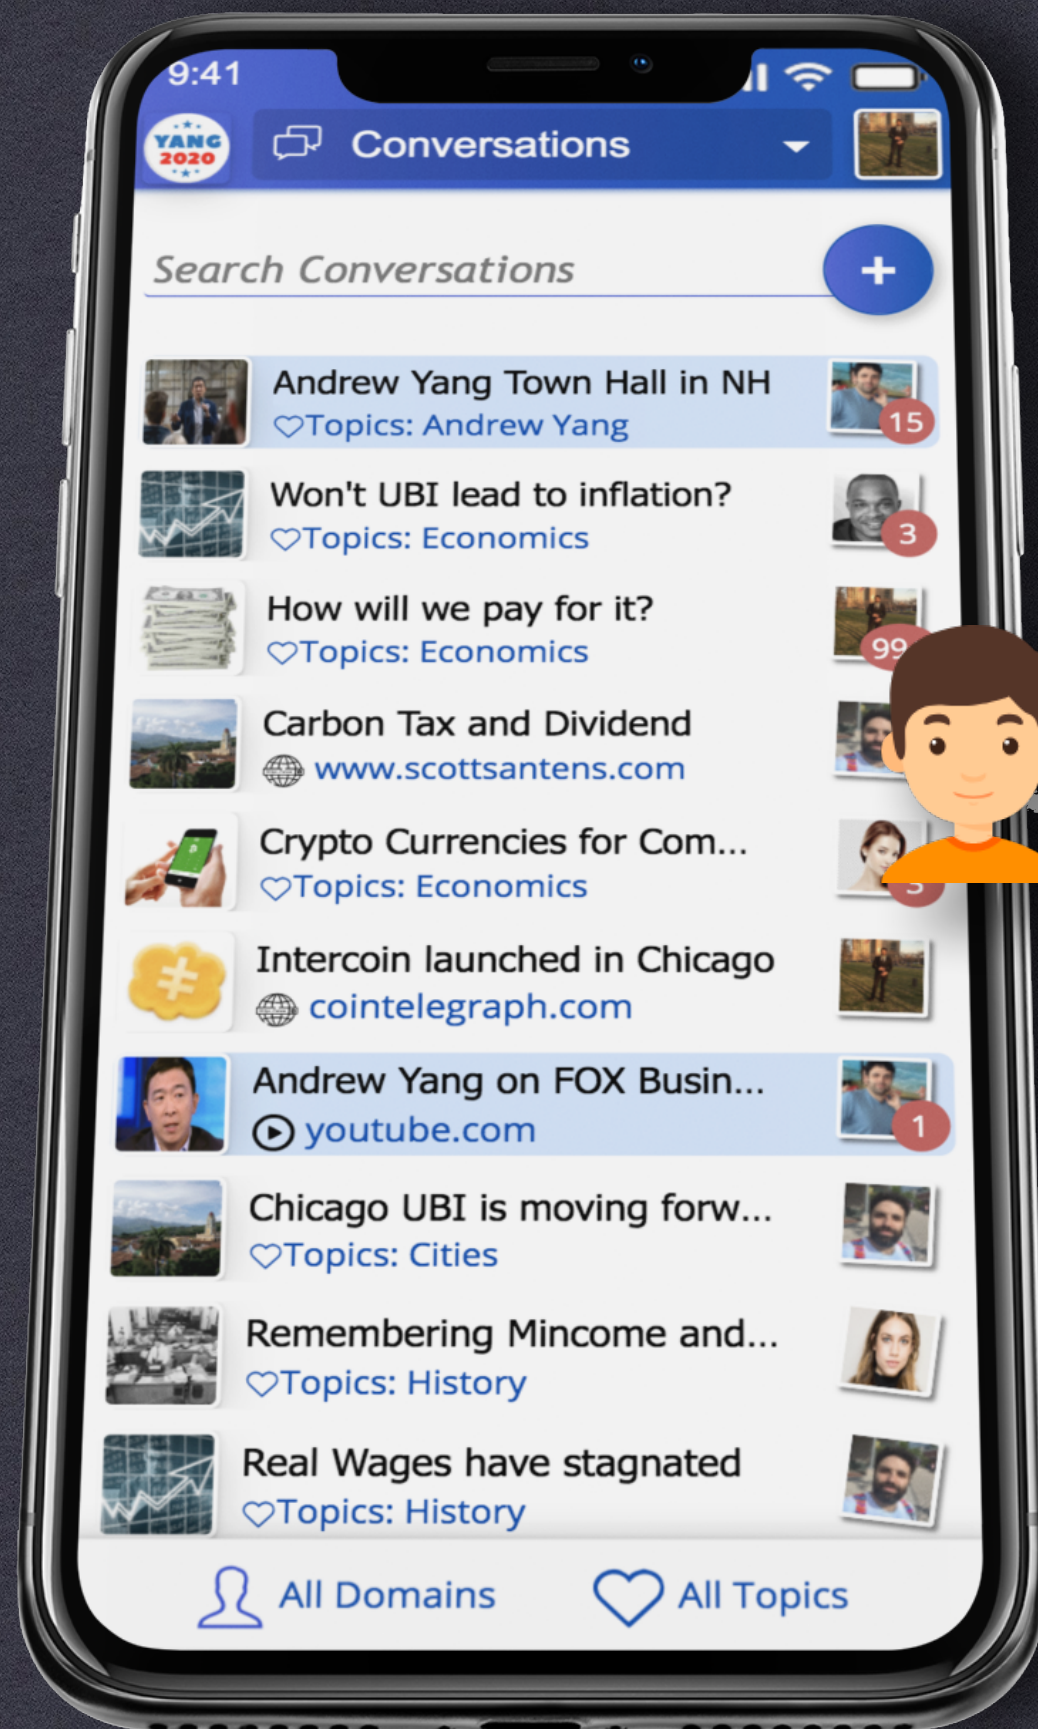 9:41
YANG
2020
Conversations
Search Conversations
+
Andrew Yang Town Hall in NH
Topics: Andrew Yang
15
Won't UBI lead to inflation?
Topics: Economics
3
How will we pay for it?
Topics: Economics
99
Carbon Tax and Dividend
www.scottsantens.com
Crypto Currencies for Com...
Topics: Economics
Intercoin launched in Chicago
cointelegraph.com
Andrew Yang on FOX Busin...
youtube.com
1
Chicago UBI is moving forw...
Topics: Cities
Remembering Mincome and...
Topics: History
Real Wages have stagnated
Topics: History
All Domains
All Topics